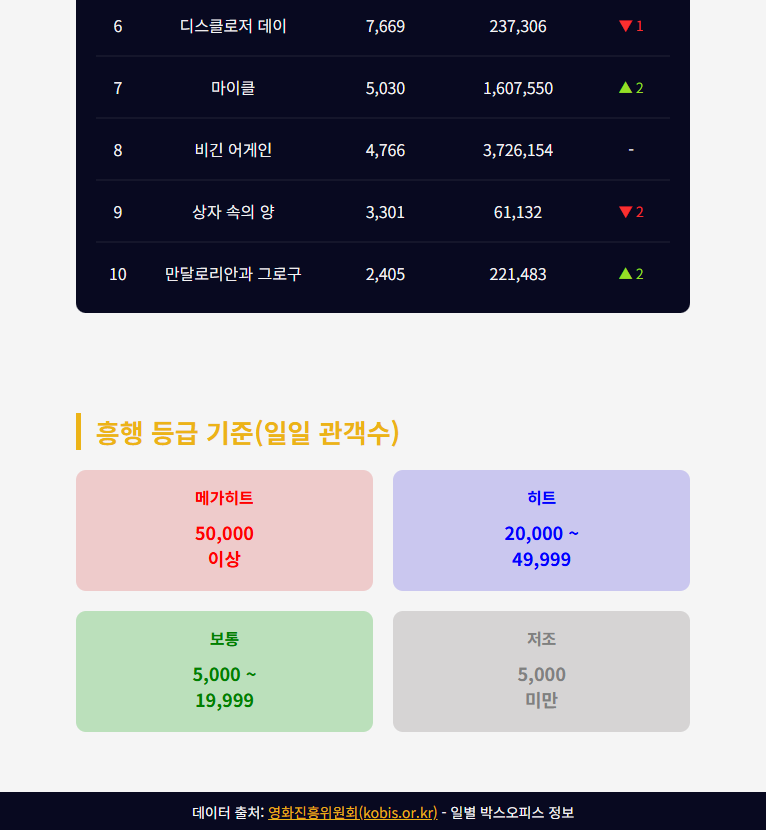 6 디스클로저 데이 7,669 237,306 ▼ 1
7 마이클 5,030 1,607,550 ▲ 2
8 비긴 어게인 4,766 3,726,154 -
9 상자 속의 양 3,301 61,132 ▼ 2
10 만달로리안과 그로구 2,405 221,483 ▲ 2
흥행 등급 기준(일일 관객수)
메가히트
50,000
이상
히트
20,000 ~
49,999
보통
5,000 ~
19,999
저조
5,000
미만
데이터 출처: 영화진흥위원회(kobis.or.kr) - 일별 박스오피스 정보